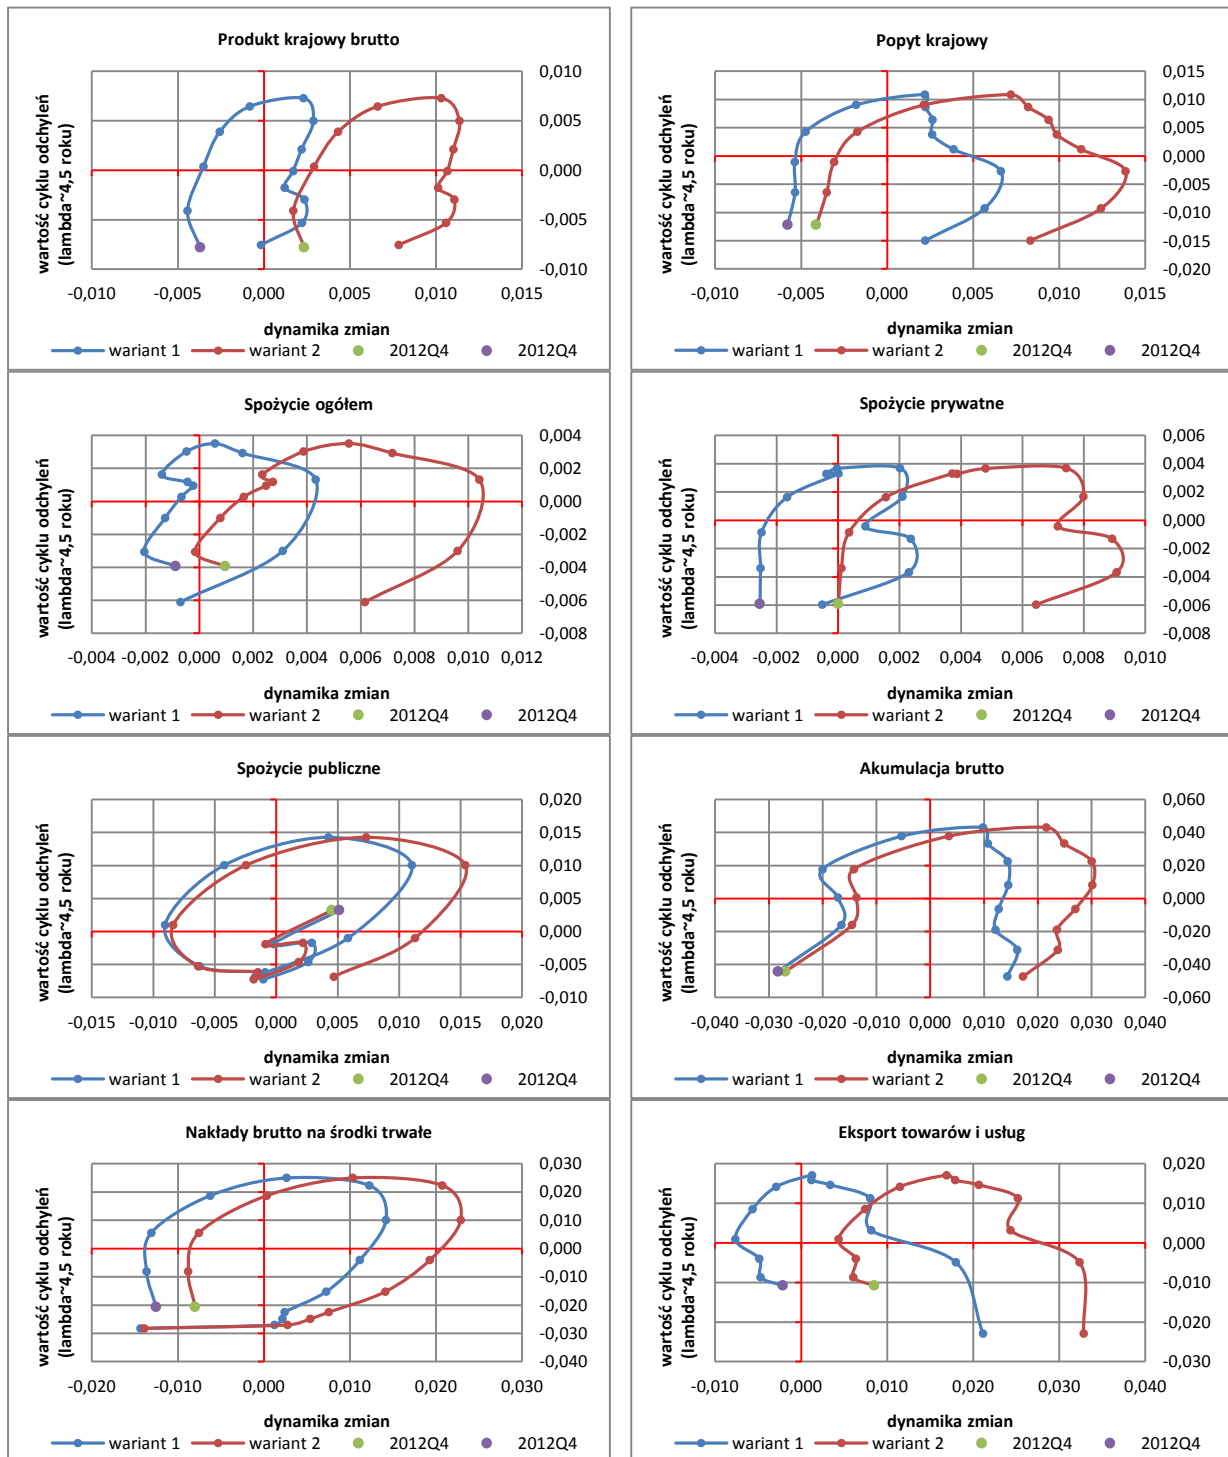 Produkt krajowy brutto
wartość cyklu odchyleń
(lambda~4,5 roku)
0,010
0,005
0,000
-0,005
-0,010
-0,010 -0,005 0,000 0,005 0,010 0,015
dynamika zmian
wariant 1 wariant 2 2012Q4 2012Q4
Popyt krajowy
wartość cyklu odchyleń
(lambda~4,5 roku)
0,015
0,010
0,005
0,000
-0,005
-0,010
-0,015
-0,020
-0,010 -0,005 0,000 0,005 0,010 0,015
dynamika zmian
wariant 1 wariant 2 2012Q4 2012Q4
Spożycie ogółem
wartość cyklu odchyleń
(lambda~4,5 roku)
0,004
0,002
0,000
-0,002
-0,004
-0,006
-0,008
-0,004 -0,002 0,000 0,002 0,004 0,006 0,008 0,010 0,012
dynamika zmian
wariant 1 wariant 2 2012Q4 2012Q4
Spożycie prywatne
wartość cyklu odchyleń
(lambda~4,5 roku)
0,006
0,004
0,002
0,000
-0,002
-0,004
-0,006
-0,008
-0,004 -0,002 0,000 0,002 0,004 0,006 0,008 0,010
dynamika zmian
wariant 1 wariant 2 2012Q4 2012Q4
Spożycie publiczne
wartość cyklu odchyleń
(lambda~4,5 roku)
0,020
0,015
0,010
0,005
0,000
-0,005
-0,010
-0,015 -0,010 -0,005 0,000 0,005 0,010 0,015 0,020
dynamika zmian
wariant 1 wariant 2 2012Q4 2012Q4
Akumulacja brutto
wartość cyklu odchyleń
(lambda~4,5 roku)
0,060
0,040
0,020
0,000
-0,020
-0,040
-0,060
-0,040 -0,030 -0,020 -0,010 0,000 0,010 0,020 0,030 0,040
dynamika zmian
wariant 1 wariant 2 2012Q4 2012Q4
Nakłady brutto na środki trwałe
wartość cyklu odchyleń
(lambda~4,5 roku)
0,030
0,020
0,010
0,000
-0,010
-0,020
-0,030
-0,040
-0,020 -0,010 0,000 0,010 0,020 0,030
dynamika zmian
wariant 1 wariant 2 2012Q4 2012Q4
Eksport towarów i usług
wartość cyklu odchyleń
(lambda~4,5 roku)
0,020
0,010
0,000
-0,010
-0,020
-0,030
-0,010 0,000 0,010 0,020 0,030 0,040
dynamika zmian
wariant 1 wariant 2 2012Q4 2012Q4